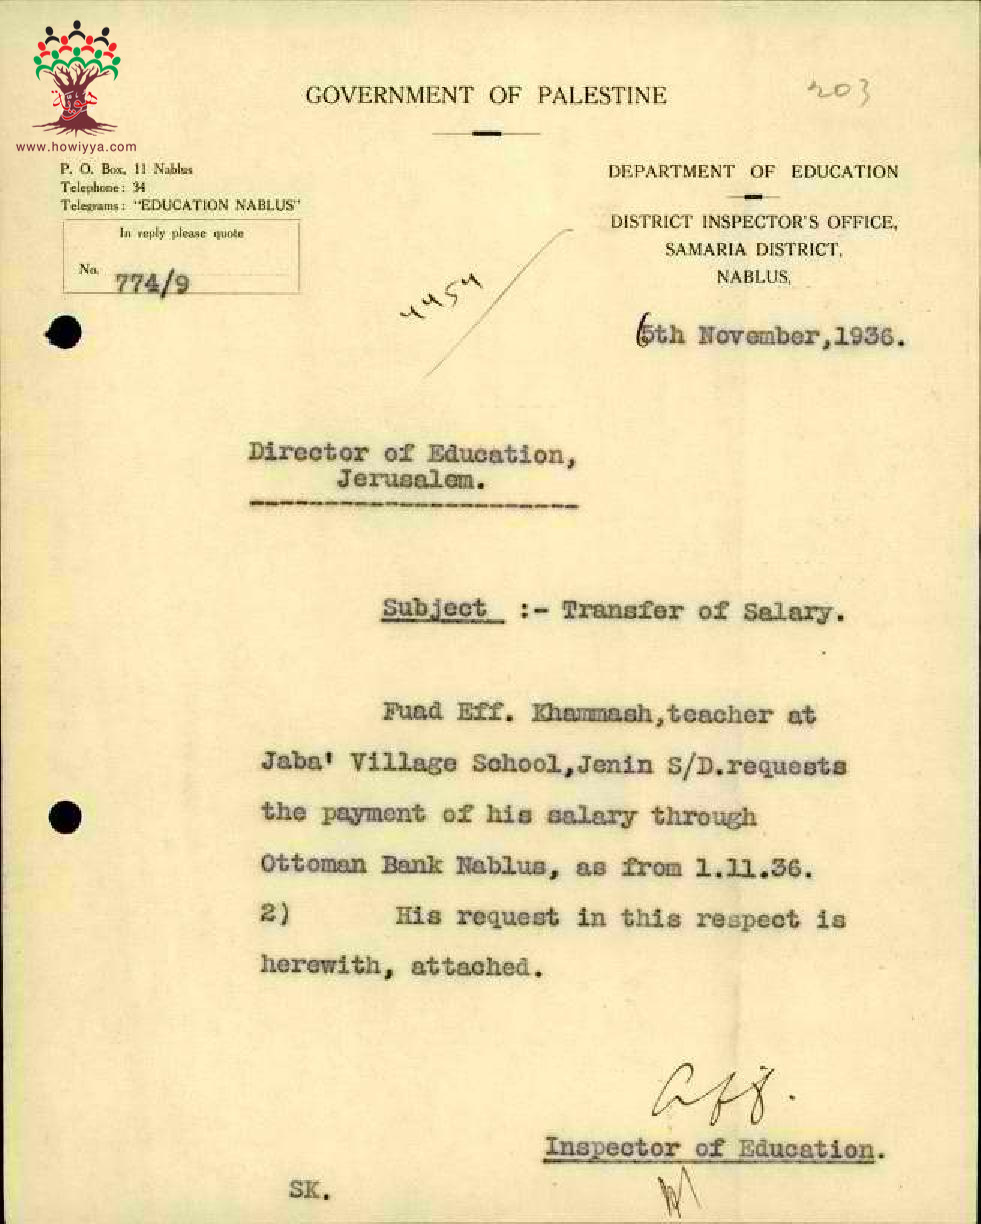 GOVERNMENT OF PALESTINE
203
www.howiyya.com
P. O. Box, 11 Nablus
Telephone: 34
Telegrams: "EDUCATION NABLUS"
In reply please quote
No. 774/9
DEPARTMENT OF EDUCATION
DISTRICT INSPECTOR'S OFFICE,
SAMARIA DISTRICT,
NABLUS,
4454
6th November,1936.
Director of Education,
Jerusalem.
Subject :- Transfer of Salary.
Fuad Eff. Khammash,teacher at
Jaba' Village School,Jenin S/D.requests
the payment of his salary through
Ottoman Bank Nablus, as from 1.11.36.
2) His request in this respect is
herewith, attached.
Inspector of Education.
SK.